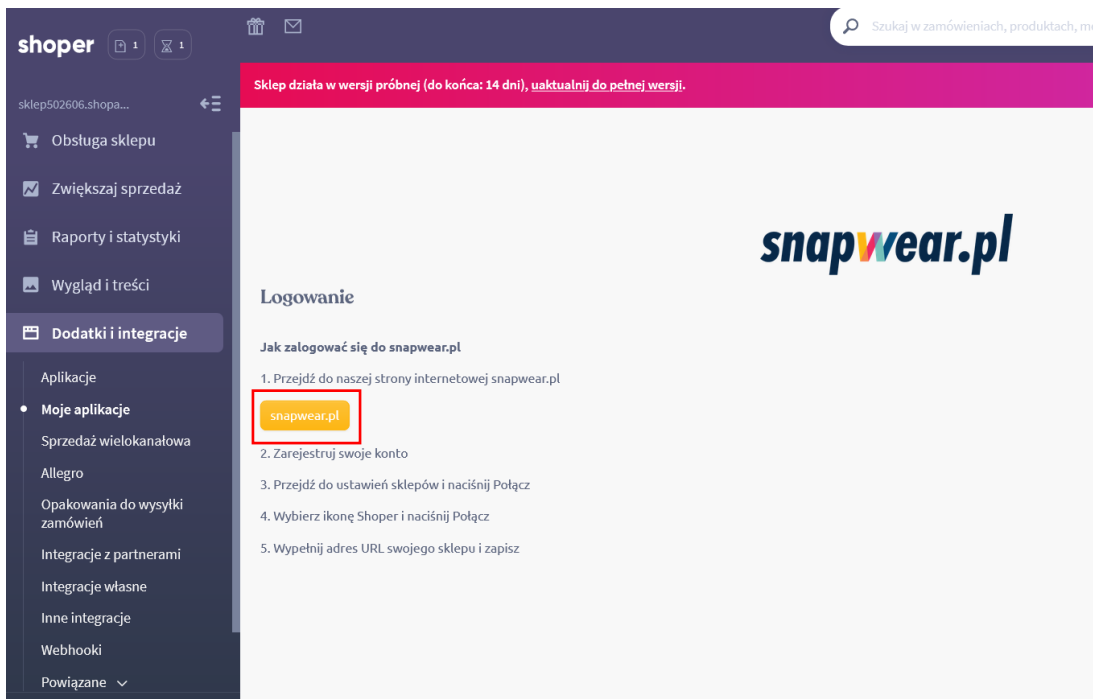 shoper 1 1
Szukaj w zamówieniach, produktach,
sklep502606.shopa...
Sklep działa w wersji próbnej (do końca: 14 dni), uaktualnij do pełnej wersji.
Obsługa sklepu
Zwiększaj sprzedaż
Raporty i statystyki
Wygląd i treści
Dodatki i integracje
Aplikacje
Moje aplikacje
Sprzedaż wielokanałowa
Allegro
Opakowania do wysyłki
zamówień
Integracje z partnerami
Integracje własne
Inne integracje
Webhooki
Powiązane
snapwear.pl
Logowanie
Jak zalogować się do snapwear.pl
1. Przejdź do naszej strony internetowej snapwear.pl
snapwear.pl
2. Zarejestruj swoje konto
3. Przejdź do ustawień sklepów i naciśnij Połącz
4. Wybierz ikonę Shoper i naciśnij Połącz
5. Wypełnij adres URL swojego sklepu i zapisz